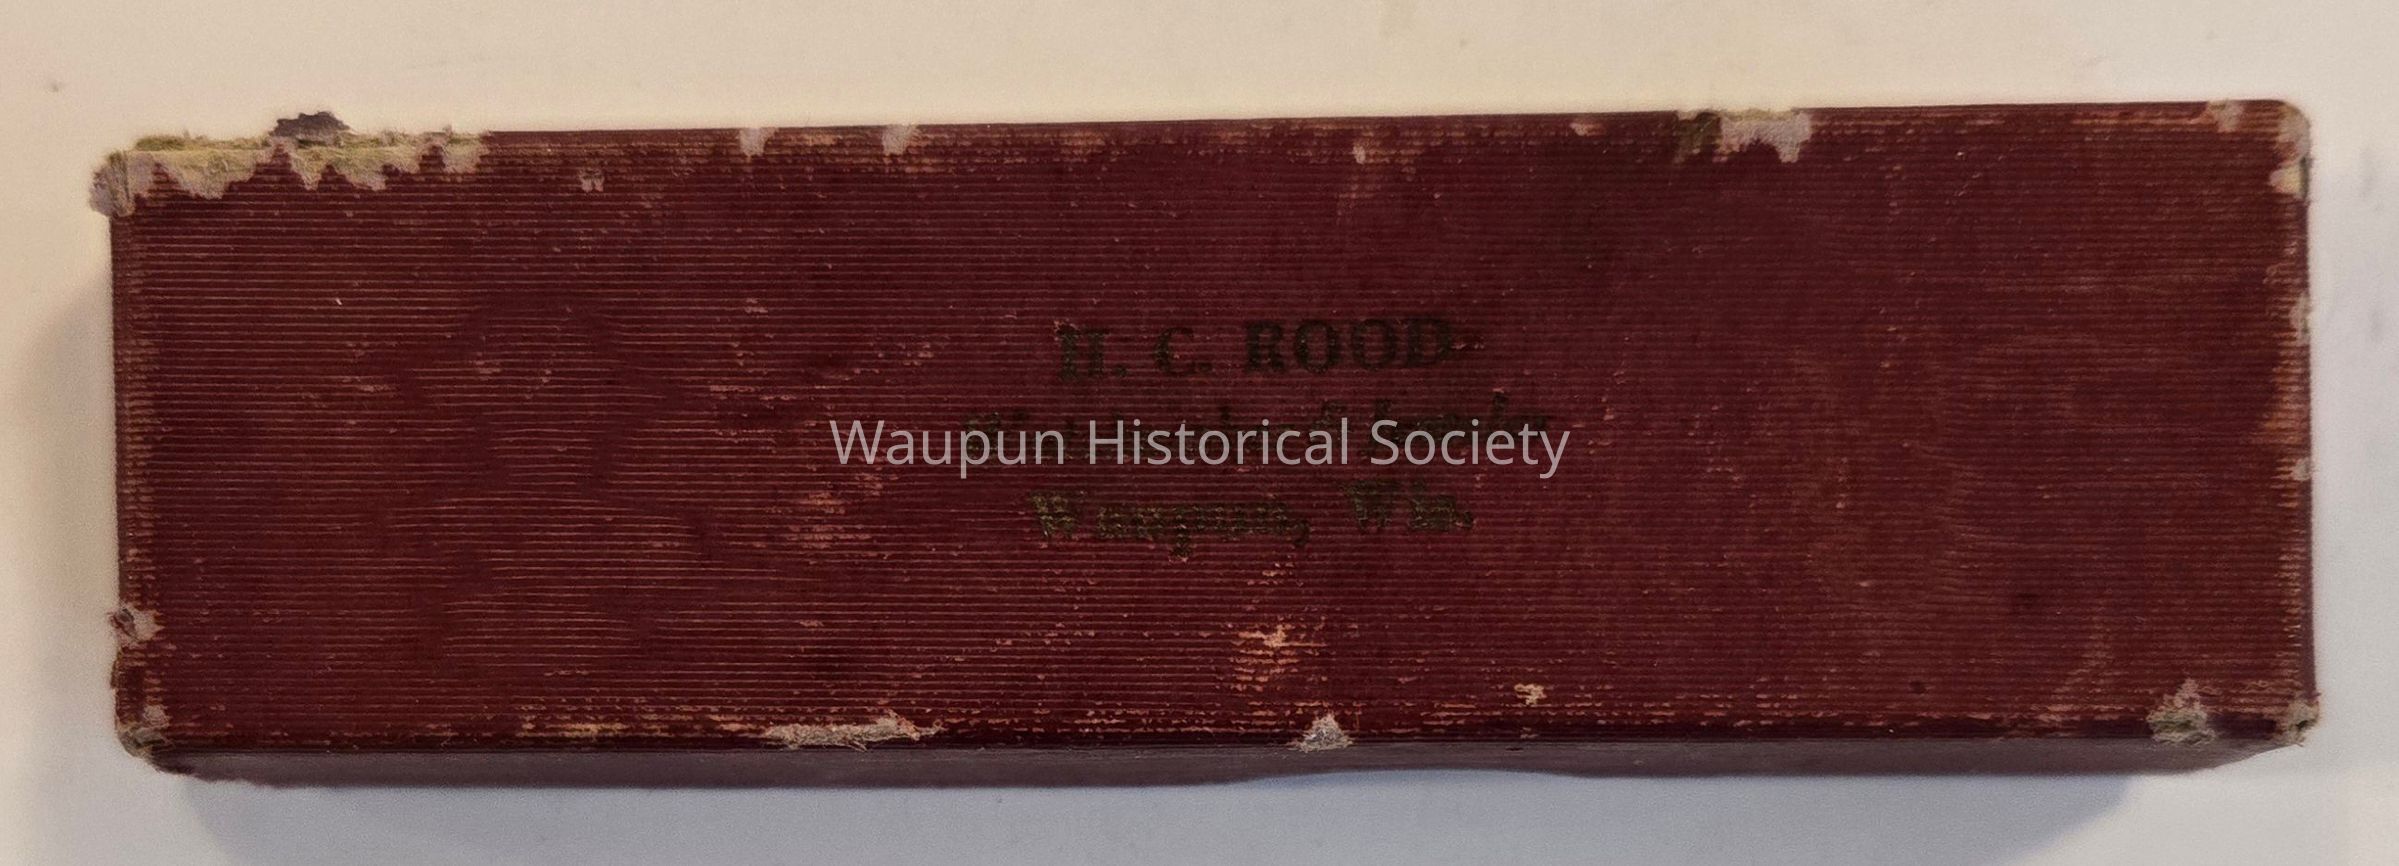 H. C. ROOD
Waupun Historical Society
Waupun, Wis.